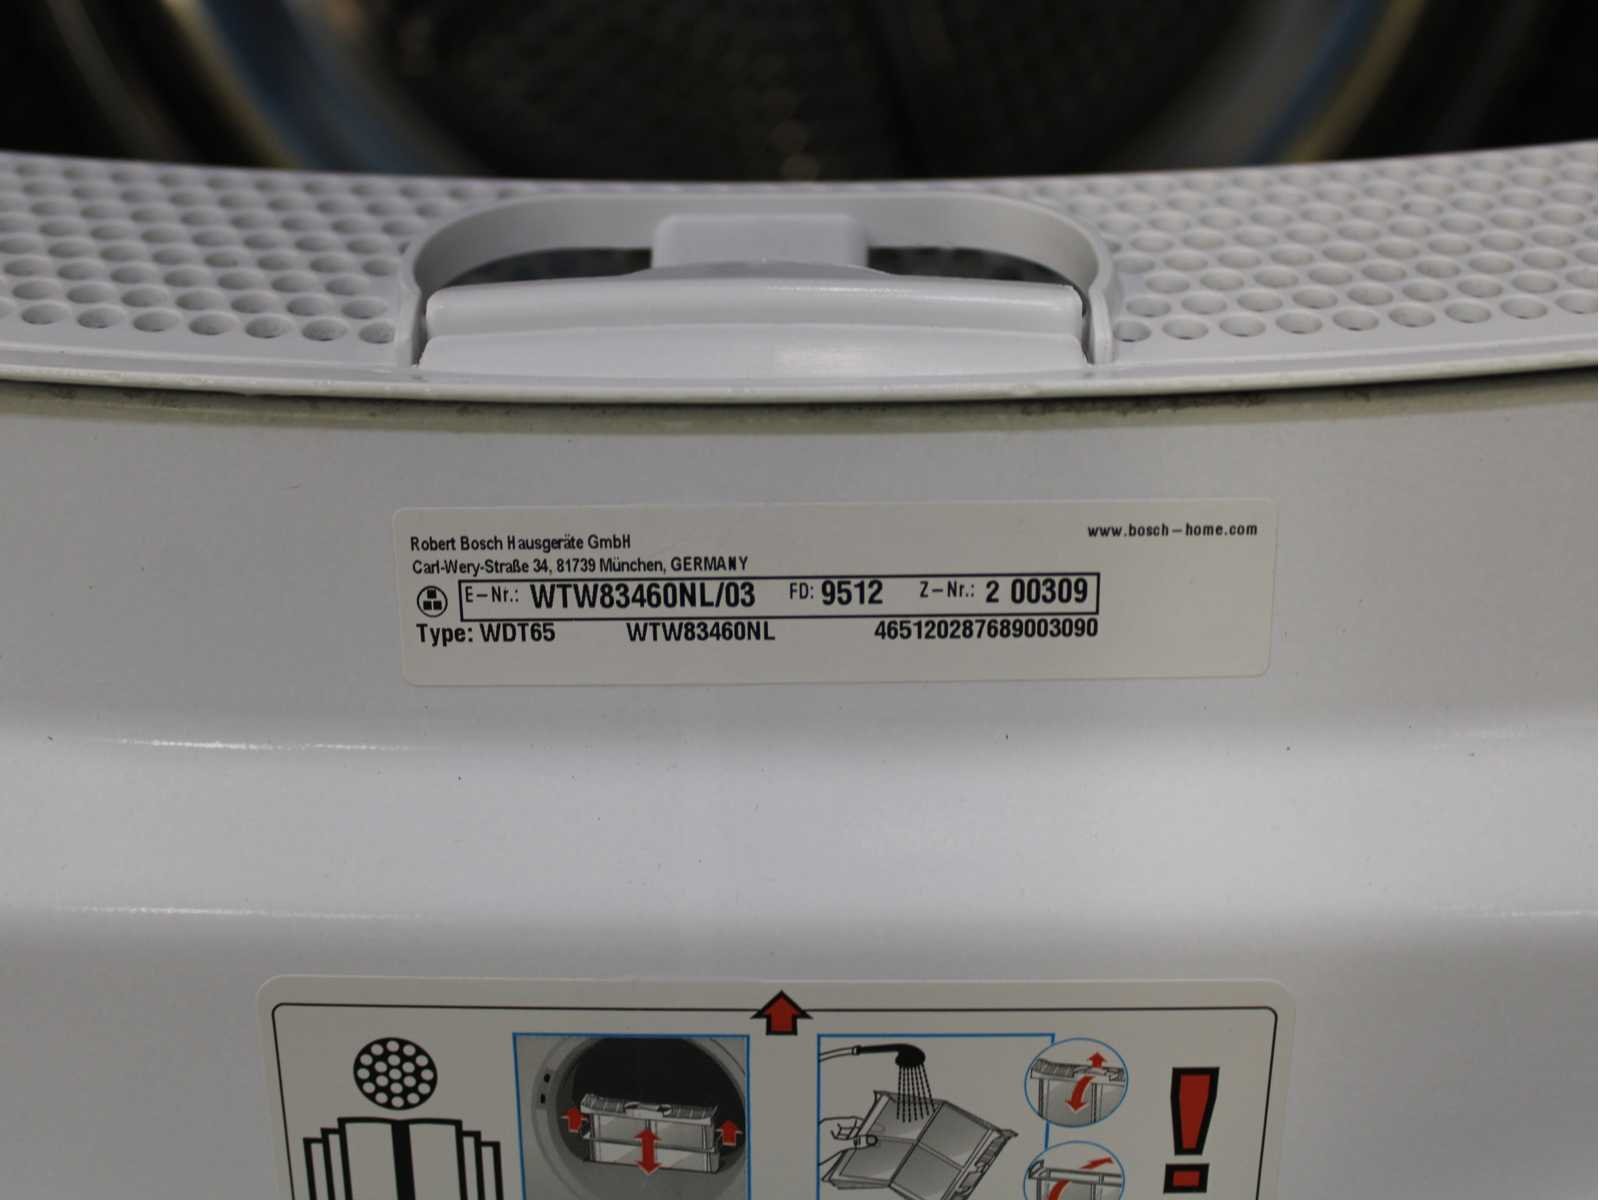 Robert Bosch Hausgeräte GmbH
www.bosch-home.com
Carl-Wery-Straße 34, 81739 München, GERMANY
E-Nr.: WTW83460NL/03 FD: 9512 Z-Nr.: 2 00309
Type: WDT65 WTW83460NL 465120287689003090